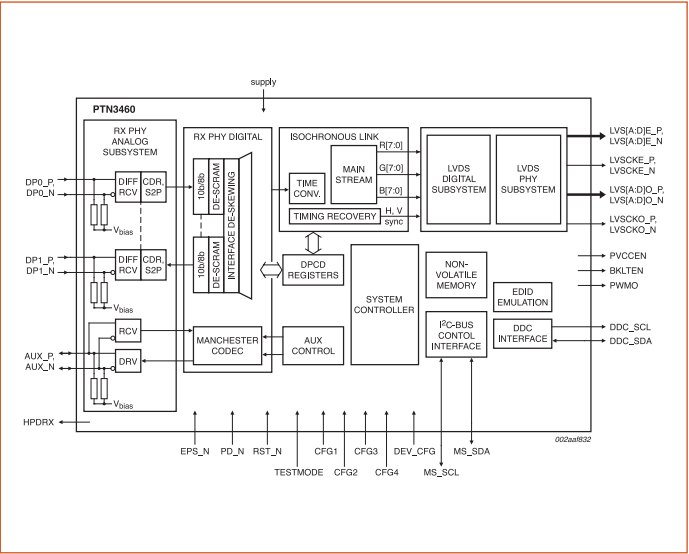 supply
PTN3460
RX PHY
ANALOG
SUBSYSTEM
RX PHY DIGITAL
ISOCHRONOUS LINK
DP0_P,
DP0_N
DIFF
RCV
CDR,
S2P
Vbias
10b/8b
DE-SCRAM
INTERFACE DE-SKEWING
TIME
CONV.
MAIN
STREAM
R[7:0]
G[7:0]
B[7:0]
TIMING RECOVERY
H, V
sync
LVDS
DIGITAL
SUBSYSTEM
LVDS
PHY
SUBSYSTEM
LVS[A:D]E_P,
LVS[A:D]E_N
LVSCKE_P,
LVSCKE_N
LVS[A:D]O_P,
LVS[A:D]O_N
LVSCKO_P,
LVSCKO_N
DP1_P,
DP1_N
DIFF
RCV
CDR,
S2P
Vbias
10b/8b
DE-SCRAM
DPCD
REGISTERS
SYSTEM
CONTROLLER
NON-
VOLATILE
MEMORY
EDID
EMULATION
PVCCEN
BKLTEN
PWMO
AUX_P,
AUX_N
RCV
DRV
Vbias
MANCHESTER
CODEC
AUX
CONTROL
I²C-BUS
CONTOL
INTERFACE
DDC
INTERFACE
DDC_SCL
DDC_SDA
HPDRX
002aaf832
EPS_N
PD_N
RST_N
CFG1
CFG3
DEV_CFG
MS_SDA
TESTMODE
CFG2
CFG4
MS_SCL